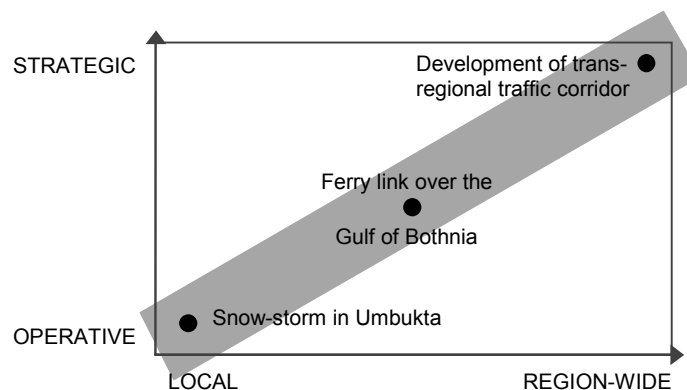 STRATEGIC
Development of trans-
regional traffic corridor
Ferry link over the
Gulf of Bothnia
Snow-storm in Umbukta
OPERATIVE
LOCAL
REGION-WIDE